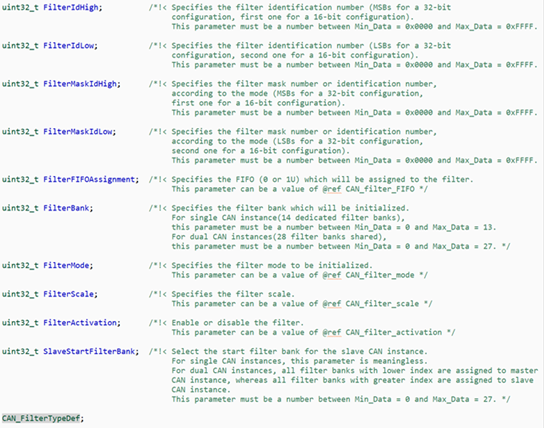 uint32_t FilterIdHigh; /*!< Specifies the filter identification number (MSBs for a 32-bit
configuration, first one for a 16-bit configuration).
This parameter must be a number between Min_Data = 0x0000 and Max_Data = 0xFFFF.
uint32_t FilterIdLow; /*!< Specifies the filter identification number (LSBs for a 32-bit
configuration, second one for a 16-bit configuration).
This parameter must be a number between Min_Data = 0x0000 and Max_Data = 0xFFFF.
uint32_t FilterMaskIdHigh; /*!< Specifies the filter mask number or identification number,
according to the mode (MSBs for a 32-bit configuration,
first one for a 16-bit configuration).
This parameter must be a number between Min_Data = 0x0000 and Max_Data = 0xFFFF.
uint32_t FilterMaskIdLow; /*!< Specifies the filter mask number or identification number,
according to the mode (LSBs for a 32-bit configuration,
second one for a 16-bit configuration).
This parameter must be a number between Min_Data = 0x0000 and Max_Data = 0xFFFF.
uint32_t FilterFIFOAssignment; /*!< Specifies the FIFO (0 or 1U) which will be assigned to the filter.
This parameter can be a value of @ref CAN_filter_FIFO */
uint32_t FilterBank; /*!< Specifies the filter bank which will be initialized.
For single CAN instance(14 dedicated filter banks),
this parameter must be a number between Min_Data = 0 and Max_Data = 13.
For dual CAN instances(28 filter banks shared),
this parameter must be a number between Min_Data = 0 and Max_Data = 27. */
uint32_t FilterMode; /*!< Specifies the filter mode to be initialized.
This parameter can be a value of @ref CAN_filter_mode */
uint32_t FilterScale; /*!< Specifies the filter scale.
This parameter can be a value of @ref CAN_filter_scale */
uint32_t FilterActivation; /*!< Enable or disable the filter.
This parameter can be a value of @ref CAN_filter_activation */
uint32_t SlaveStartFilterBank; /*!< Select the start filter bank for the slave CAN instance.
For single CAN instances, this parameter is meaningless.
For dual CAN instances, all filter banks with lower index are assigned to master
CAN instance, whereas all filter banks with greater index are assigned to slave
CAN instance.
This parameter must be a number between Min_Data = 0 and Max_Data = 27. */
CAN_FilterTypeDef;